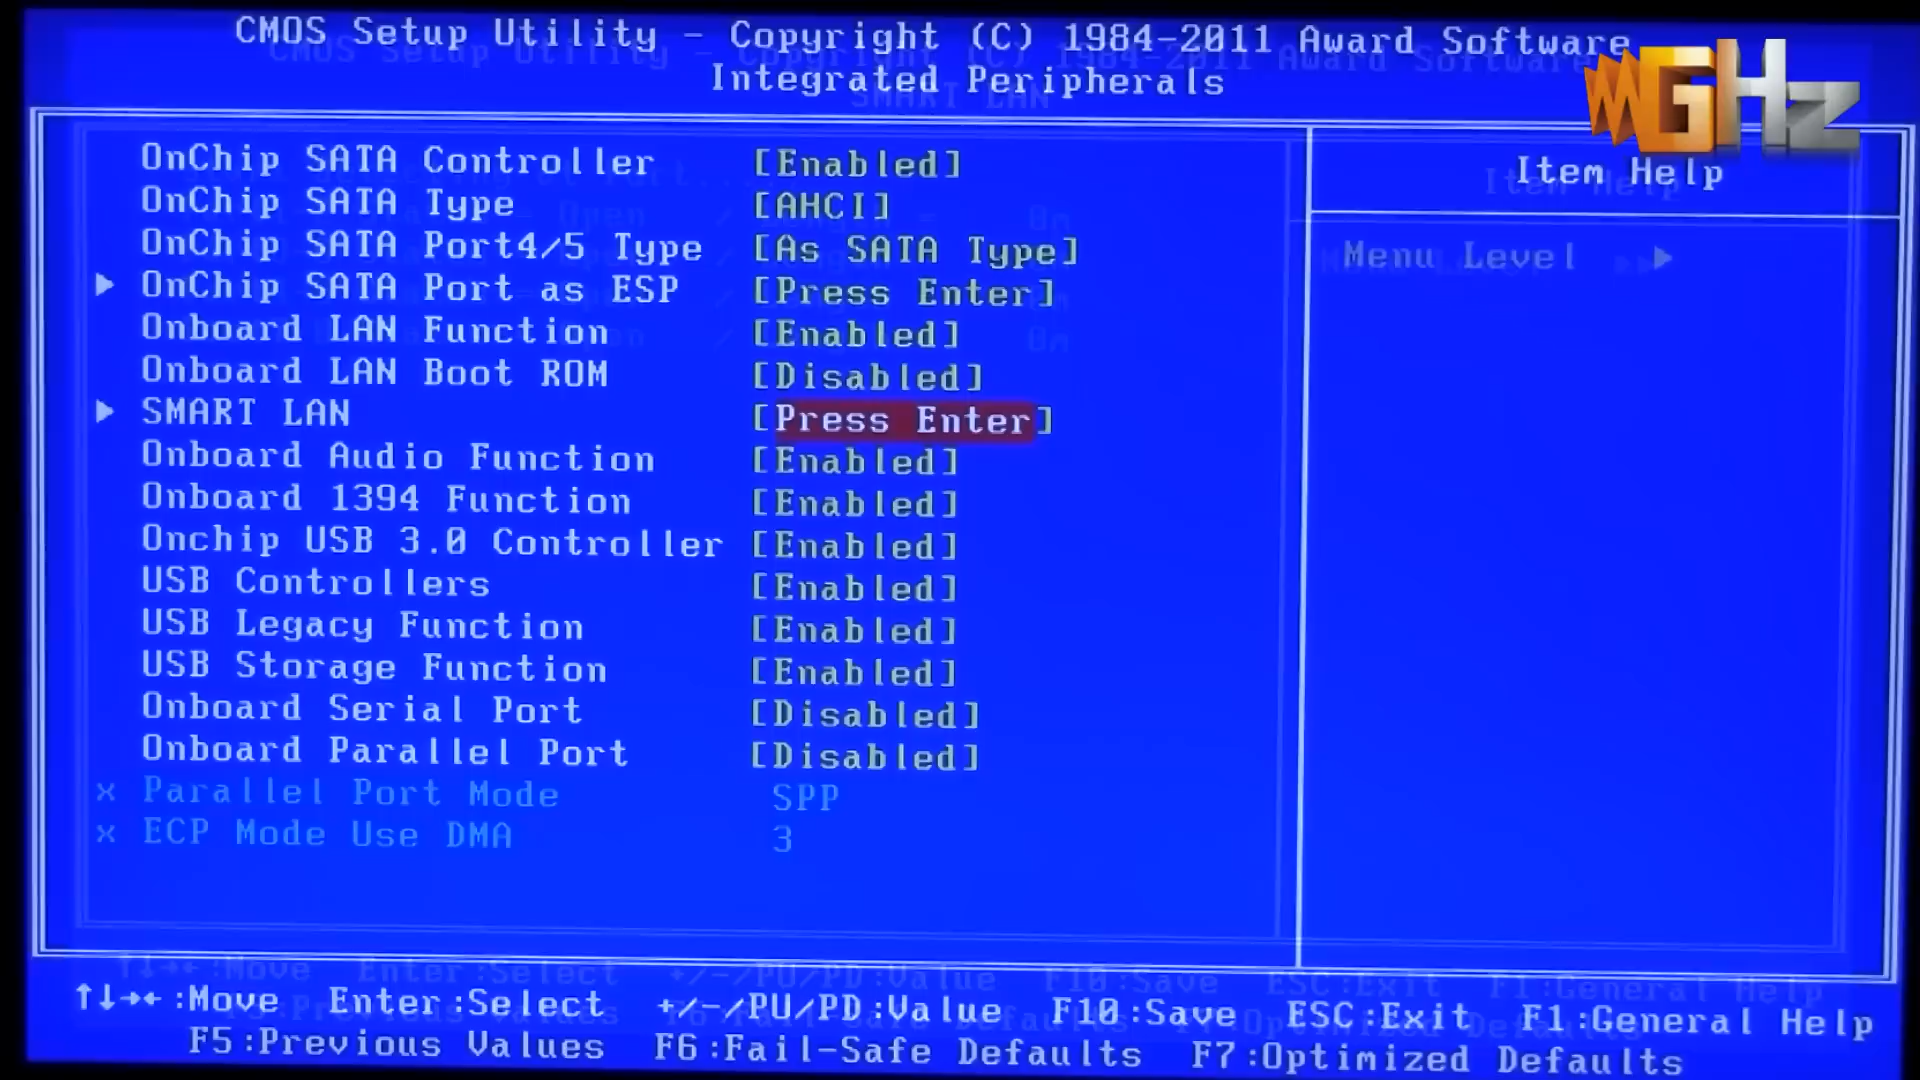 CMOS Setup Utility - Copyright (C) 1984-2011 Award Software
Integrated Peripherals
WGHz
OnChip SATA Controller [Enabled]
OnChip SATA Type [AHCI]
OnChip SATA Port4/5 Type [As SATA Type]
▶ OnChip SATA Port as ESP [Press Enter]
Onboard LAN Function [Enabled]
Onboard LAN Boot ROM [Disabled]
▶ SMART LAN [Press Enter]
Onboard Audio Function [Enabled]
Onboard 1394 Function [Enabled]
Onchip USB 3.0 Controller [Enabled]
USB Controllers [Enabled]
USB Legacy Function [Enabled]
USB Storage Function [Enabled]
Onboard Serial Port [Disabled]
Onboard Parallel Port [Disabled]
x Parallel Port Mode SPP
x ECP Mode Use DMA 3
Item Help
Menu Level ▶
↑↓→←:Move Enter:Select +/-/PU/PD:Value F10:Save ESC:Exit F1:General Help
F5:Previous Values F6:Fail-Safe Defaults F7:Optimized Defaults